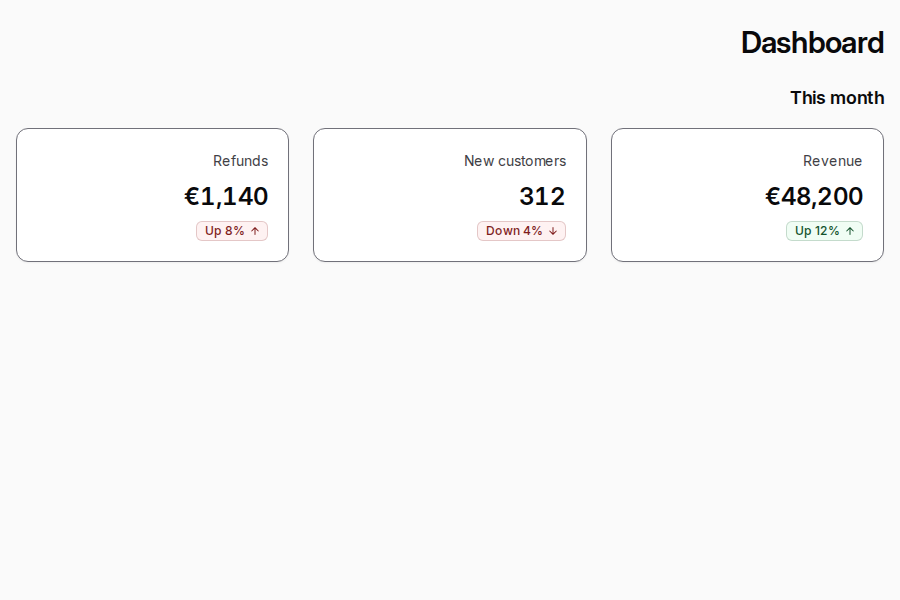 Dashboard
This month
Revenue
€48,200
Up 12% ↑
New customers
312
Down 4% ↓
Refunds
€1,140
Up 8% ↑